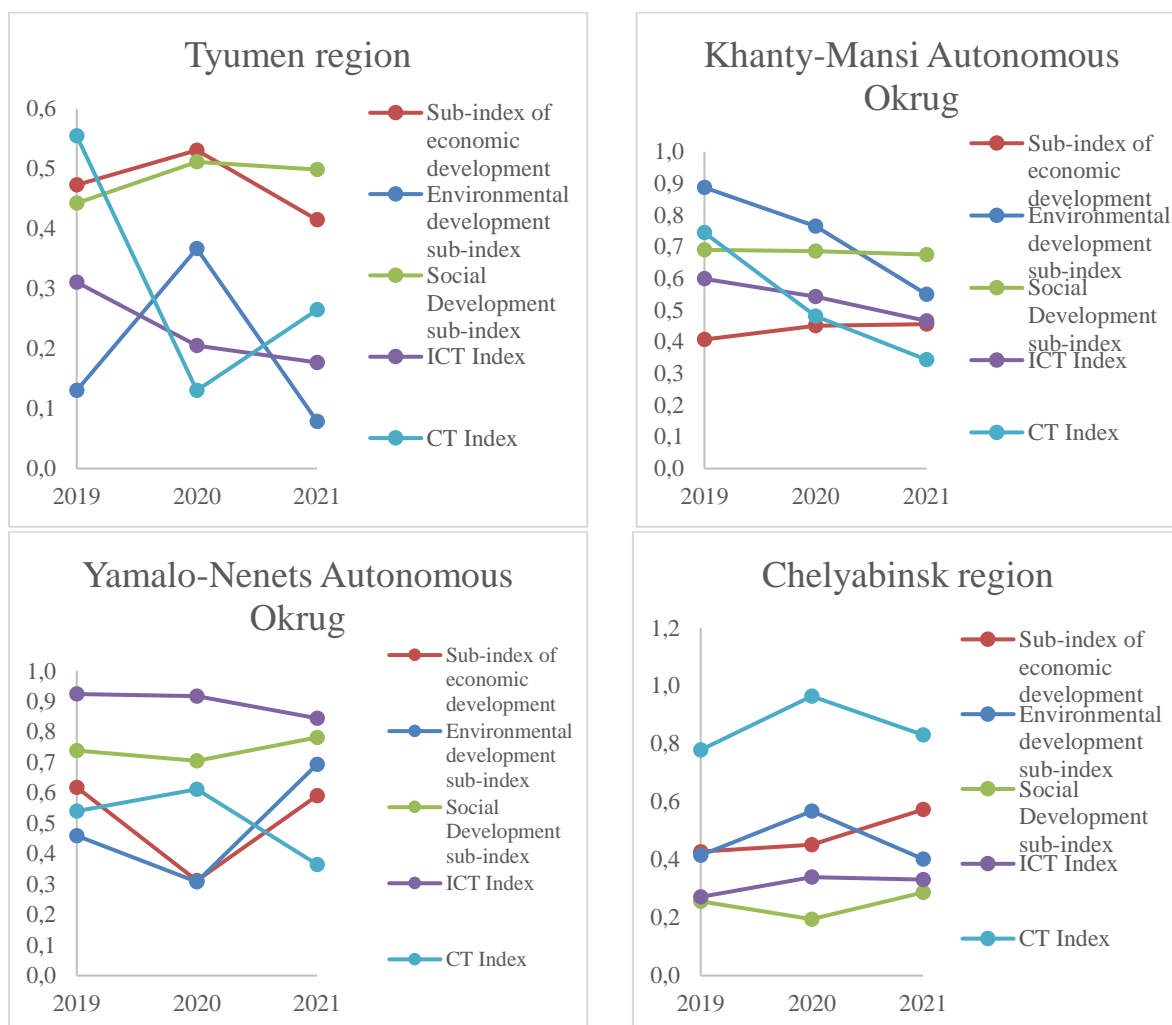 Tyumen region
0,6
0,5
0,4
0,3
0,2
0,1
0,0
2019
2020
2021
Sub-index of
economic
development
Environmental
development
sub-index
Social
Development
sub-index
ICT Index
CT Index
Khanty-Mansi Autonomous
Okrug
1,0
0,9
0,8
0,7
0,6
0,5
0,4
0,3
0,2
0,1
0,0
2019
2020
2021
Sub-index of
economic
development
Environmental
development
sub-index
Social
Development
sub-index
ICT Index
CT Index
Yamalo-Nenets Autonomous
Okrug
1,0
0,9
0,8
0,7
0,6
0,5
0,4
0,3
0,2
0,1
0,0
2019
2020
2021
Sub-index of
economic
development
Environmental
development
sub-index
Social
Development
sub-index
ICT Index
CT Index
Chelyabinsk region
1,2
1,0
0,8
0,6
0,4
0,2
0,0
2019
2020
2021
Sub-index of
economic
development
Environmental
development
sub-index
Social
Development
sub-index
ICT Index
CT Index